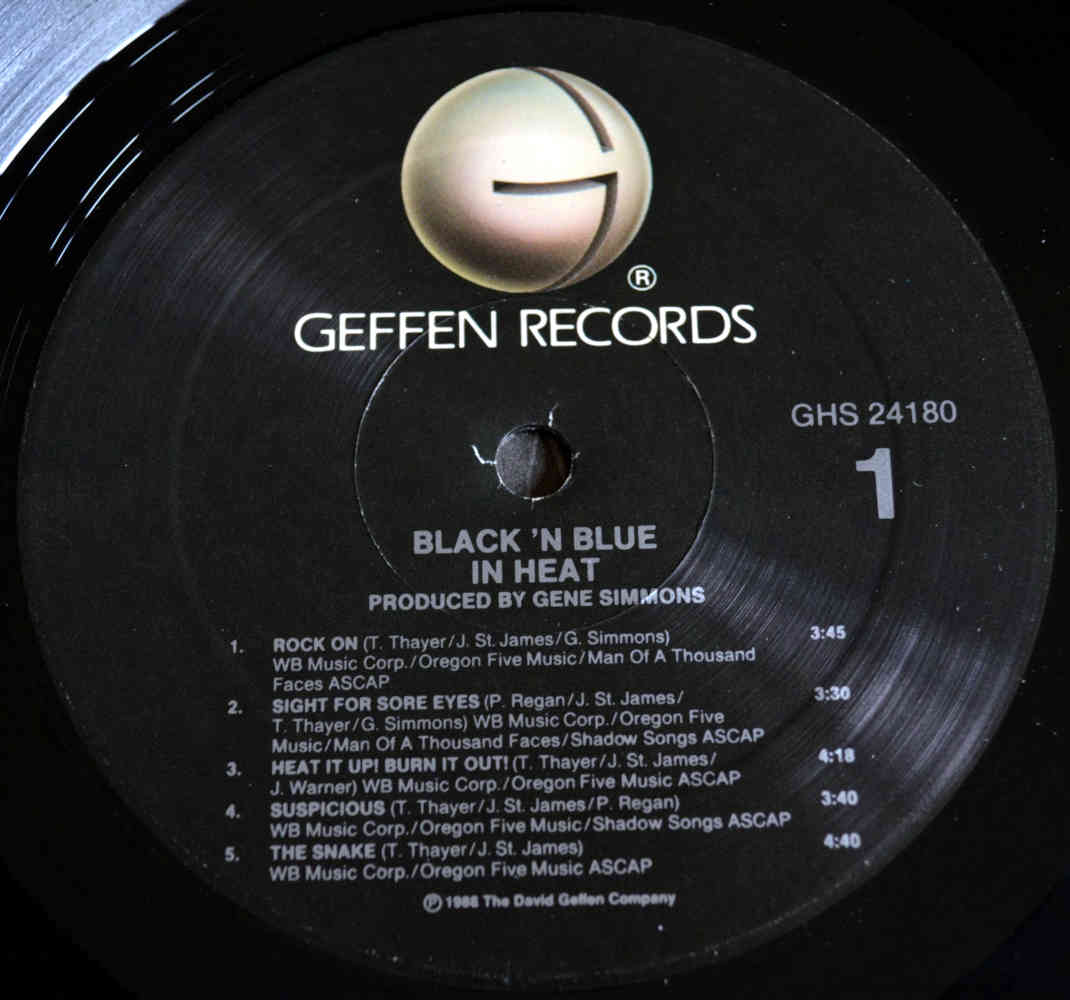 ®
GEFFEN RECORDS
GHS 24180
1
BLACK 'N BLUE
IN HEAT
PRODUCED BY GENE SIMMONS
1. ROCK ON (T. Thayer/J. St. James/G. Simmons) 3:45
WB Music Corp./Oregon Five Music/Man Of A Thousand
Faces ASCAP
2. SIGHT FOR SORE EYES (P. Regan/J. St. James/ 3:30
T. Thayer/G. Simmons) WB Music Corp./Oregon Five
Music/Man Of A Thousand Faces/Shadow Songs ASCAP
3. HEAT IT UP! BURN IT OUT! (T. Thayer/J. St. James/ 4:18
J. Warner) WB Music Corp./Oregon Five Music ASCAP
4. SUSPICIOUS (T. Thayer/J. St. James/P. Regan) 3:40
WB Music Corp./Oregon Five Music/Shadow Songs ASCAP
5. THE SNAKE (T. Thayer/J. St. James) 4:40
WB Music Corp./Oregon Five Music ASCAP
℗ 1988 The David Geffen Company